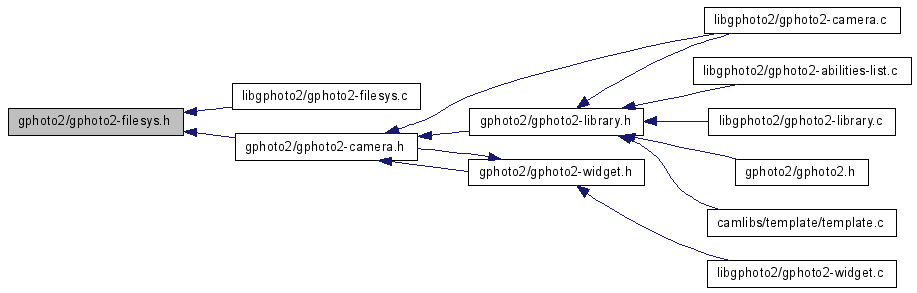 libgphoto2/gphoto2-camera.c
libgphoto2/gphoto2-abilities-list.c
libgphoto2/gphoto2-filesys.c
gphoto2/gphoto2-filesys.h
gphoto2/gphoto2-library.h
libgphoto2/gphoto2-library.c
gphoto2/gphoto2-camera.h
gphoto2/gphoto2-widget.h
gphoto2/gphoto2.h
camlibs/template/template.c
libgphoto2/gphoto2-widget.c